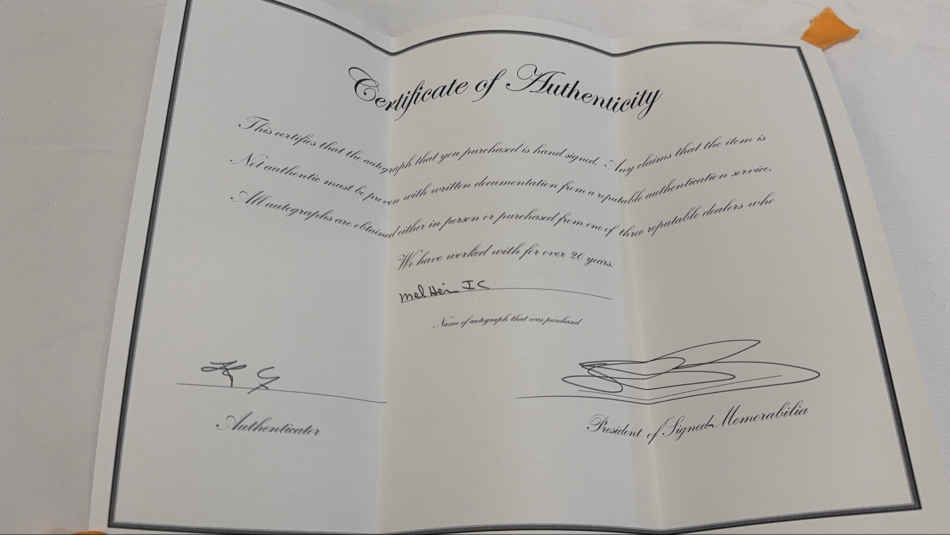 Certificate of Authenticity
This certifies that the autograph that you purchased is hand signed. Any claims that the item is
Not authentic must be proven with written documentation from a reputable authentication service.
All autographs are obtained either in person or purchased from one of three reputable dealers who
We have worked with for over 20 years.
Mel Hein IC
Name of autograph that was purchased
Authenticator
President of Signed Memorabilia